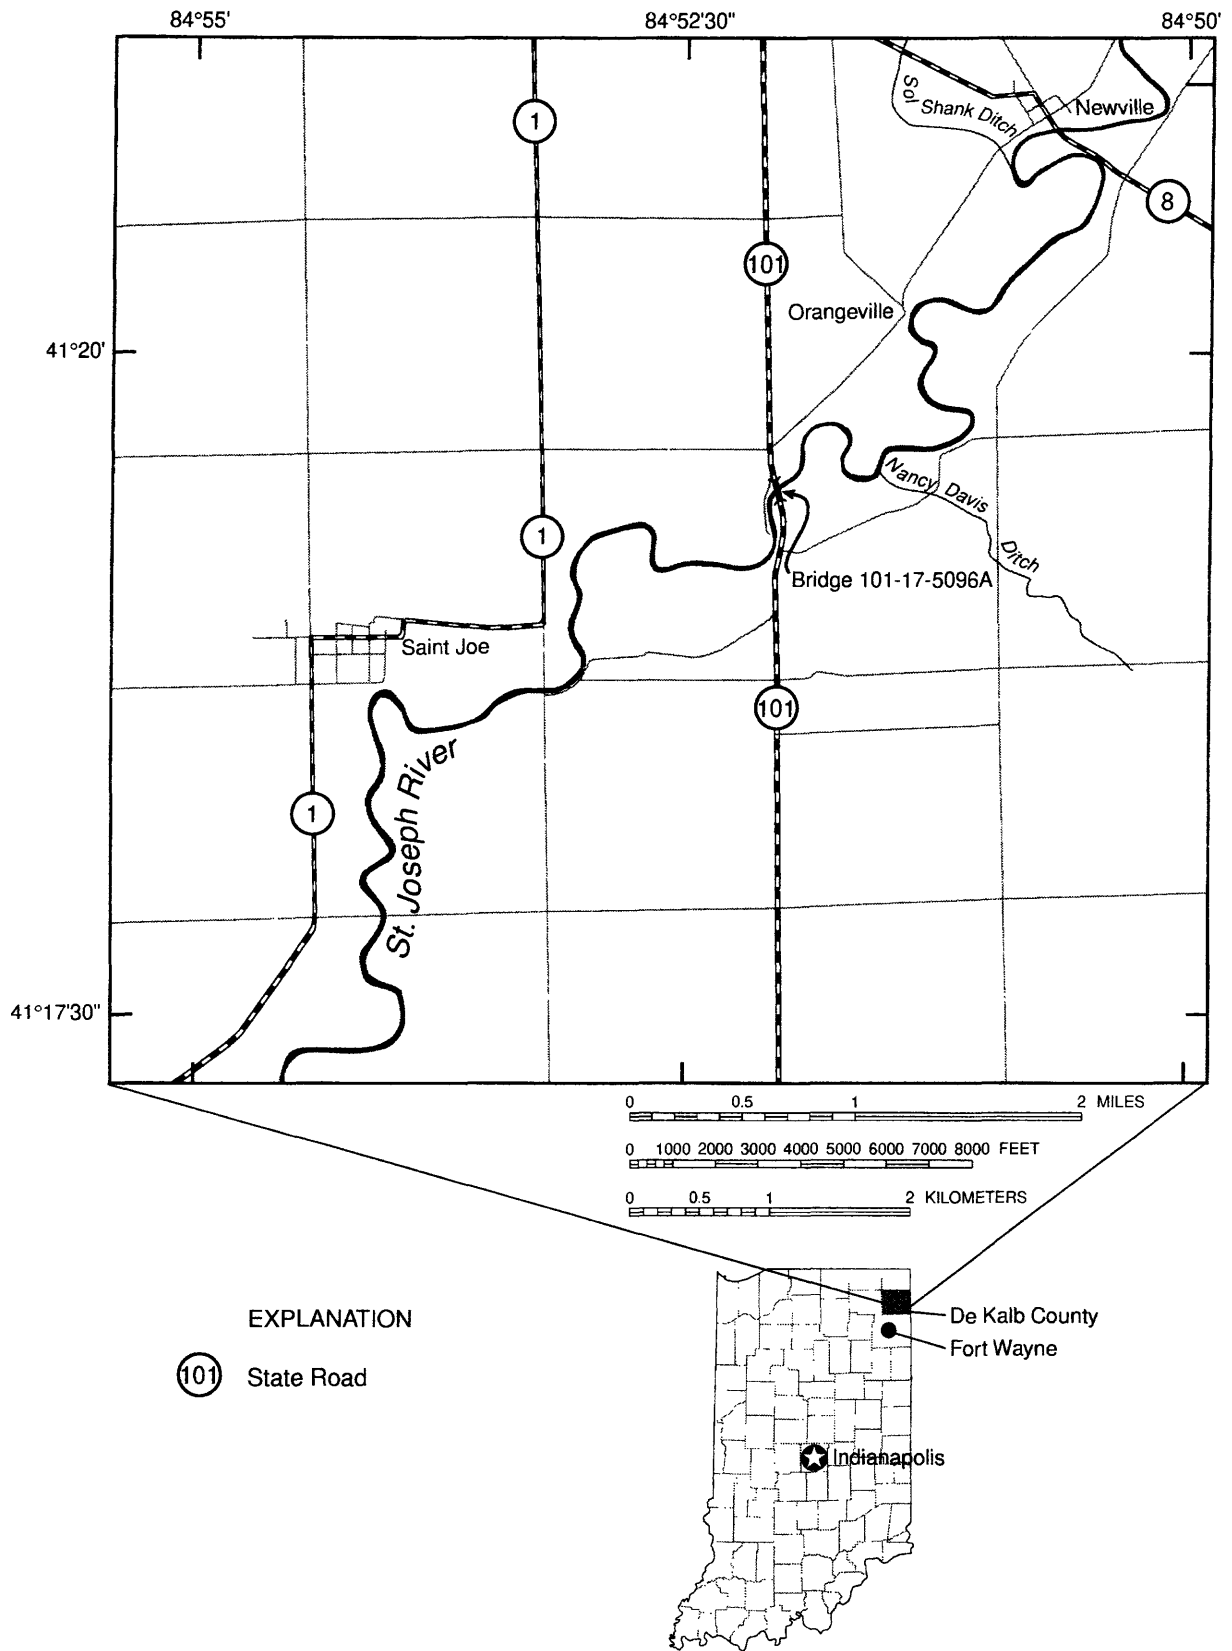 84°55'
84°52'30"
84°50'
1
Sol Shank Ditch
Newville
8
101
Orangeville
41°20'
Nancy Davis Ditch
1
Bridge 101-17-5096A
Saint Joe
101
St. Joseph River
1
41°17'30"
0 0.5 1 2 MILES
0 1000 2000 3000 4000 5000 6000 7000 8000 FEET
0 0.5 1 2 KILOMETERS
EXPLANATION
101 State Road
De Kalb County
Fort Wayne
Indianapolis